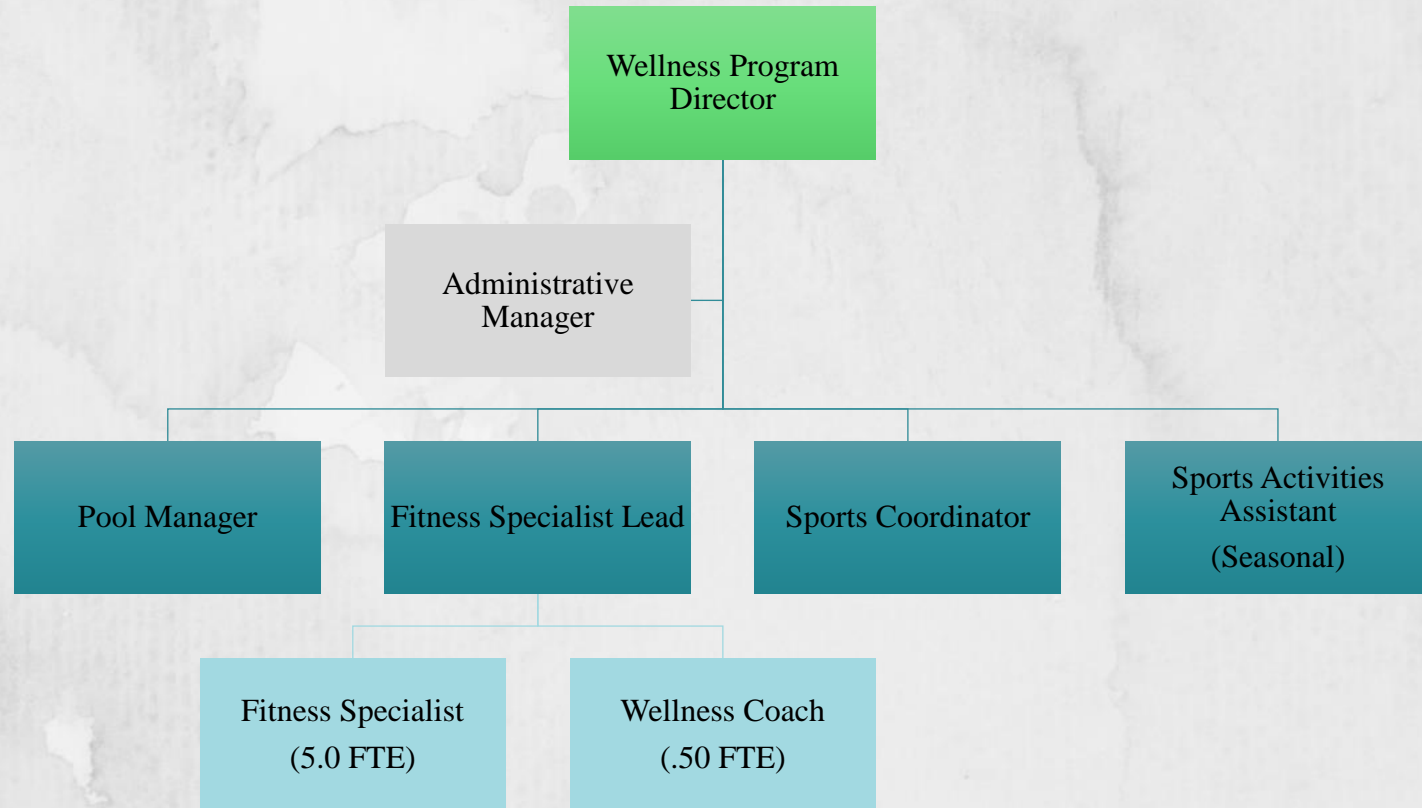 Wellness Program
Director
Administrative
Manager
Pool Manager
Fitness Specialist Lead
Sports Coordinator
Sports Activities
Assistant
(Seasonal)
Fitness Specialist
(5.0 FTE)
Wellness Coach
(.50 FTE)